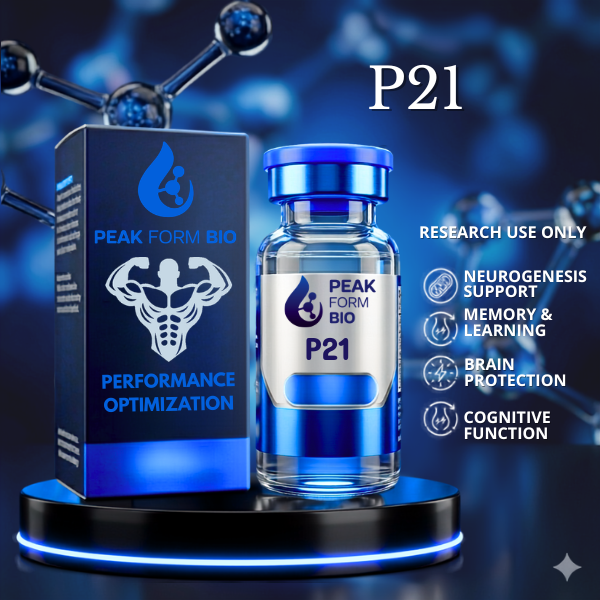 P21
PEAK FORM BIO
PERFORMANCE
OPTIMIZATION
PEAK
FORM
BIO
P21
RESEARCH USE ONLY
NEUROGENESIS
SUPPORT
MEMORY &
LEARNING
BRAIN
PROTECTION
COGNITIVE
FUNCTION